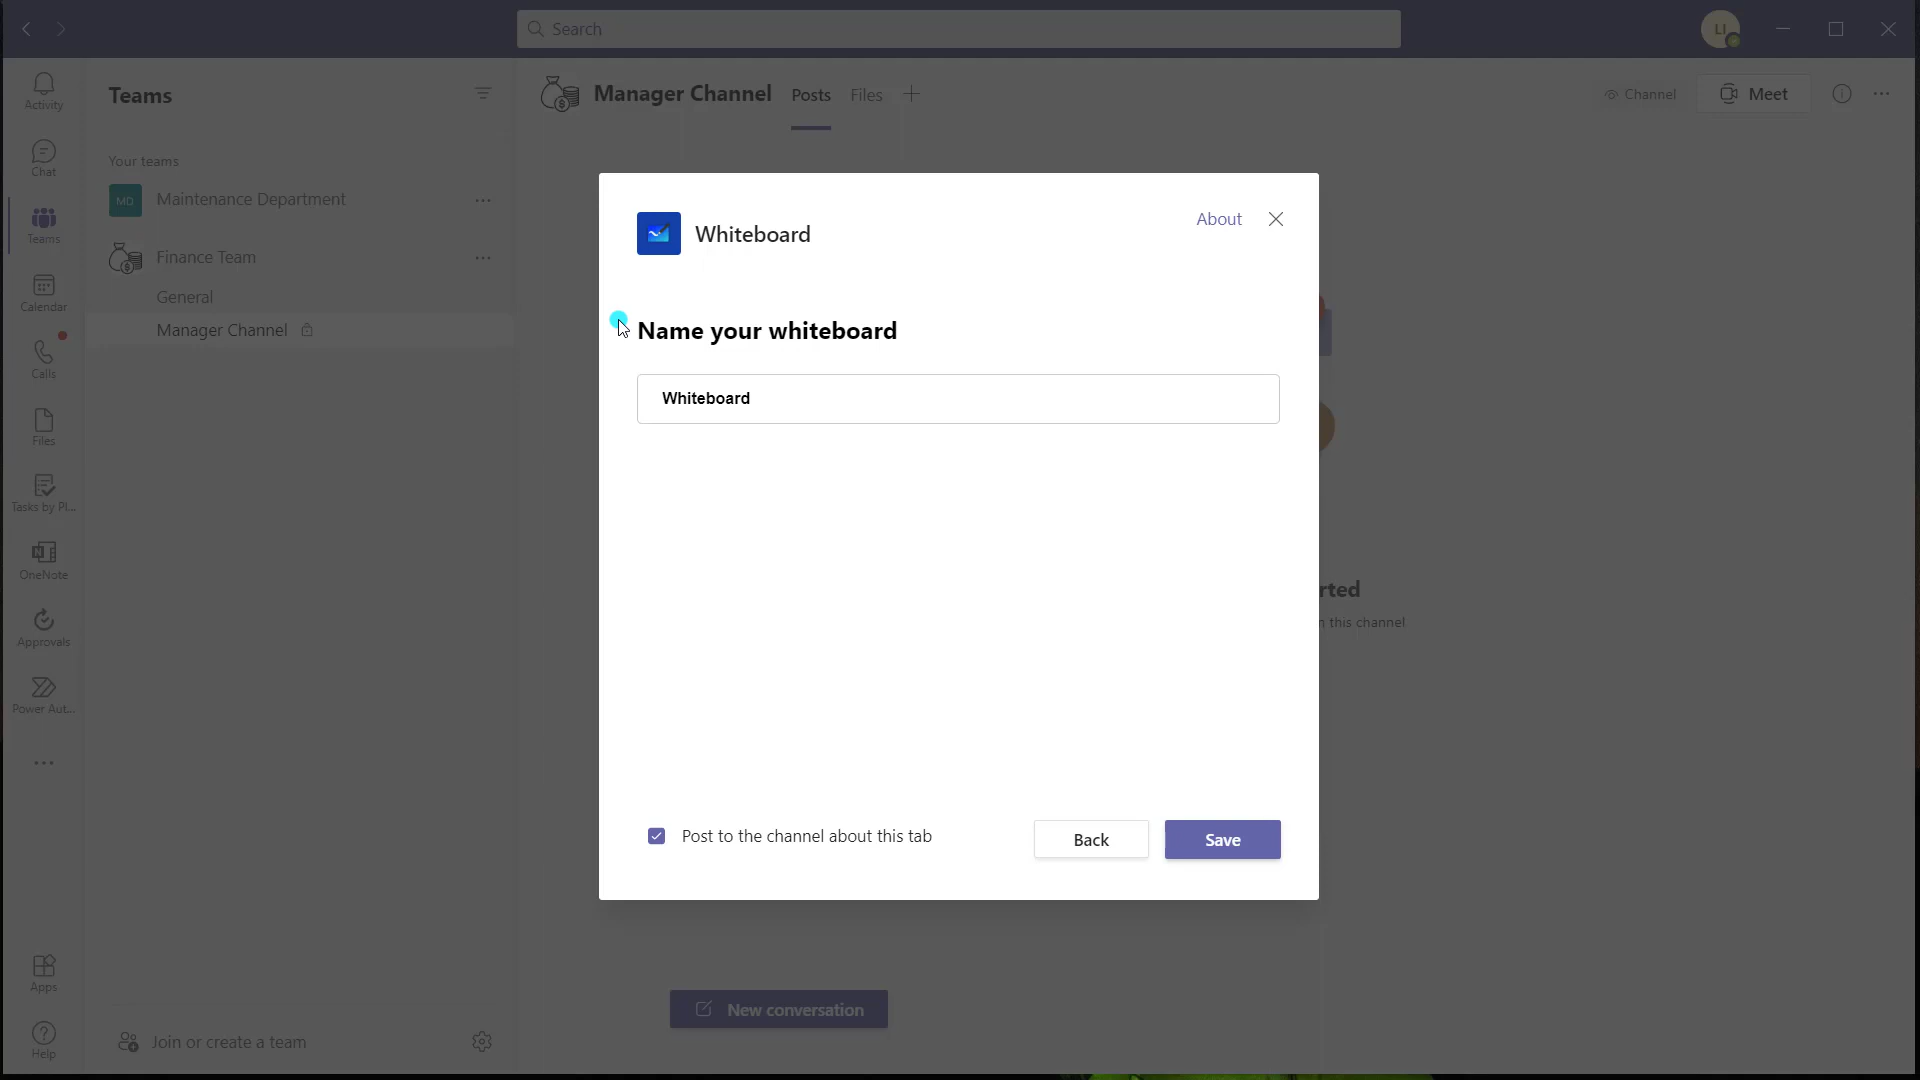 Search
LI
Activity
Chat
Teams
Calendar
Calls
Files
Tasks by Pl...
OneNote
Approvals
Power Aut...
Apps
Help
Teams
Your teams
MD
Maintenance Department
Finance Team
General
Manager Channel
Join or create a team
Manager Channel
Posts
Files
Channel
Meet
Whiteboard
About
Name your whiteboard
Whiteboard
Post to the channel about this tab
Back
Save
this channel
New conversation